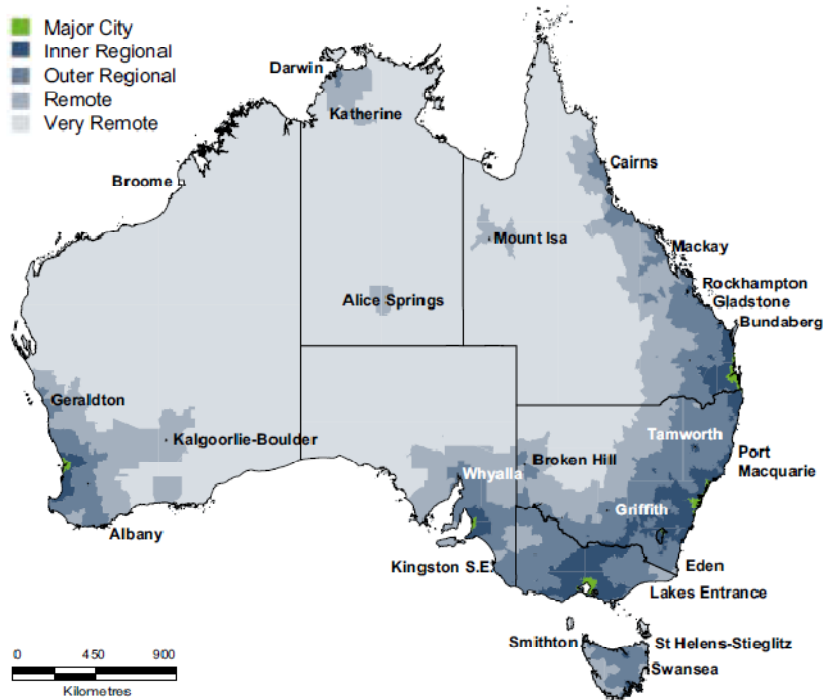 Major City
Inner Regional
Outer Regional
Remote
Very Remote
Darwin
Katherine
Broome
Cairns
Mount Isa
Mackay
Alice Springs
Rockhampton
Gladstone
Bundaberg
Geraldton
Kalgoorlie-Boulder
Tamworth
Port
Macquarie
Broken Hill
Whyalla
Griffith
Albany
Kingston S.E.
Eden
Lakes Entrance
Smithton
St Helens-Stieglitz
Swansea
0 450 900
Kilometres